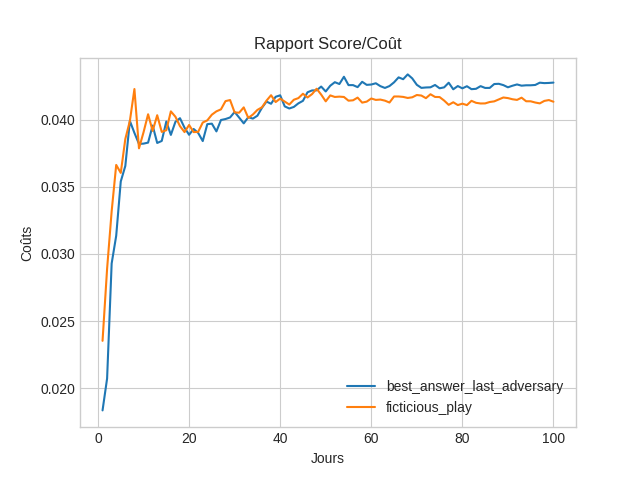 Rapport Score/Coût
0.040
0.035
0.030
0.025
0.020
Coûts
best_answer_last_adversary
ficticious_play
0 20 40 60 80 100
Jours